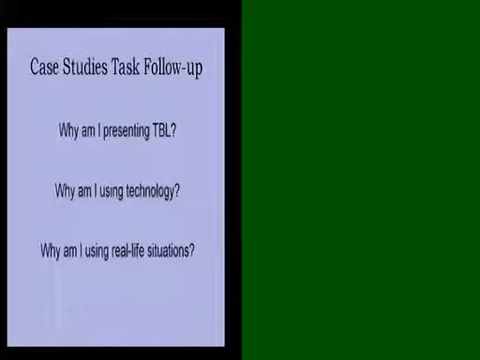 Case Studies Task Follow-up
Why am I presenting TBL?
Why am I using technology?
Why am I using real-life situations?